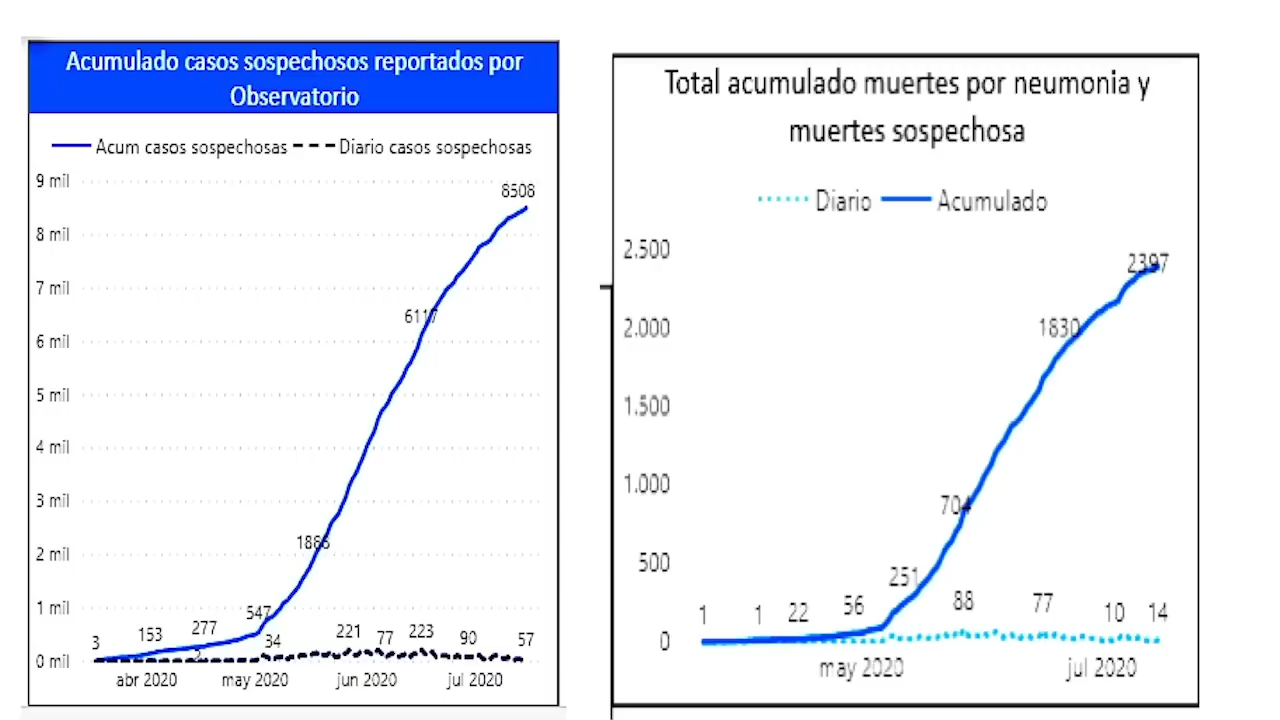 Acumulado casos sospechosos reportados por
Observatorio
Acum casos sospechosas Diario casos sospechosas
9 mil
8508
8 mil
7 mil
6117
6 mil
5 mil
4 mil
3 mil
1886
2 mil
547
1 mil
3 153 277 2 34 221 77 223 90 57
0 mil
abr 2020 may 2020 jun 2020 jul 2020
Total acumulado muertes por neumonia y
muertes sospechosa
Diario Acumulado
2.500
2397
2.000
1830
1.500
1.000
704
500
251
1 1 22 56 88 77 10 14
0
may 2020 jul 2020